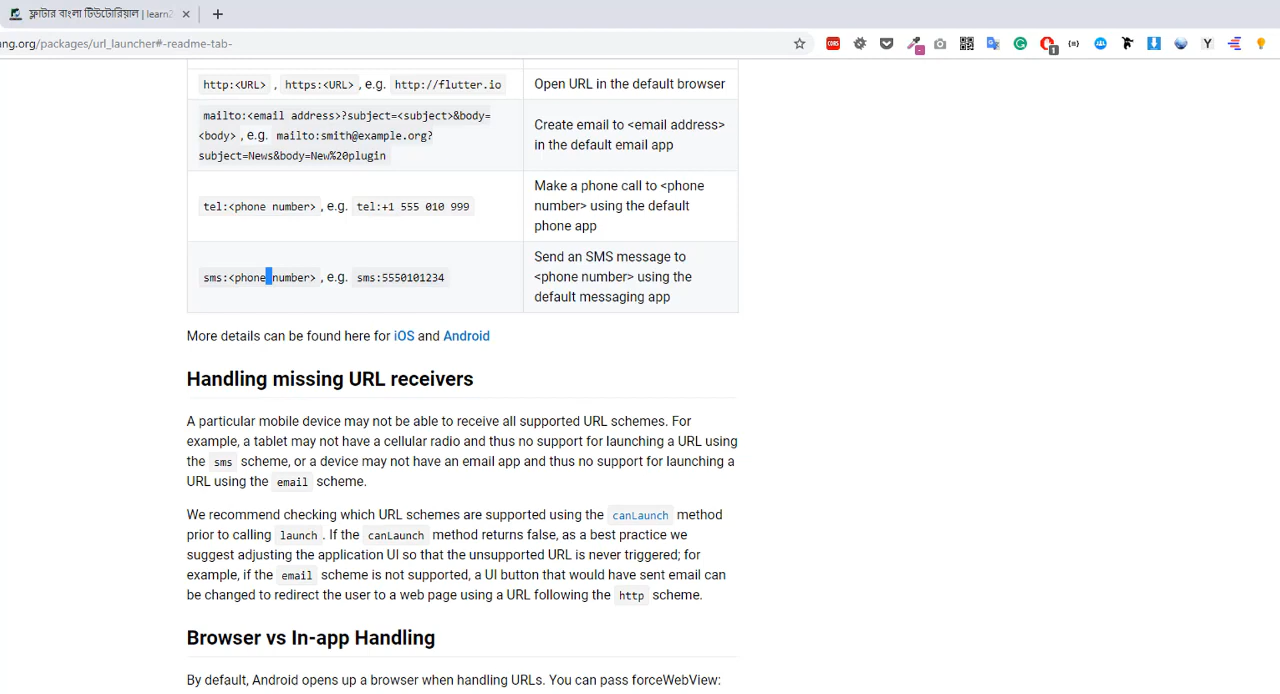 ফ্লাটার বাংলা টিউটোরিয়াল | learn2
ang.org/packages/url_launcher#-readme-tab-
http:<URL> , https:<URL> , e.g. http://flutter.io
Open URL in the default browser
mailto:<email address>?subject=<subject>&body=
<body> , e.g. mailto:smith@example.org?
subject=News&body=New%20plugin
Create email to <email address>
in the default email app
tel:<phone number> , e.g. tel:+1 555 010 999
Make a phone call to <phone
number> using the default
phone app
sms:<phone number> , e.g. sms:5550101234
Send an SMS message to
<phone number> using the
default messaging app
More details can be found here for iOS and Android
Handling missing URL receivers
A particular mobile device may not be able to receive all supported URL schemes. For
example, a tablet may not have a cellular radio and thus no support for launching a URL using
the sms scheme, or a device may not have an email app and thus no support for launching a
URL using the email scheme.
We recommend checking which URL schemes are supported using the canLaunch method
prior to calling launch . If the canLaunch method returns false, as a best practice we
suggest adjusting the application UI so that the unsupported URL is never triggered; for
example, if the email scheme is not supported, a UI button that would have sent email can
be changed to redirect the user to a web page using a URL following the http scheme.
Browser vs In-app Handling
By default, Android opens up a browser when handling URLs. You can pass forceWebView: